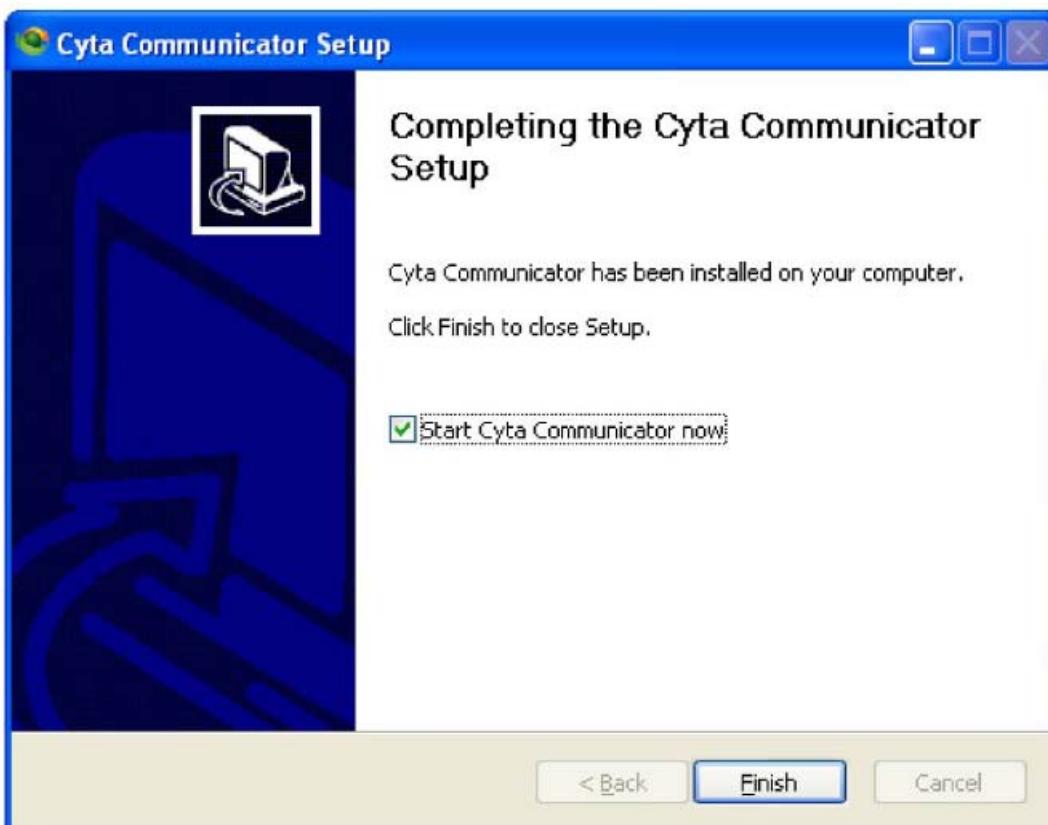 Cyta Communicator Setup
Completing the Cyta Communicator
Setup
Cyta Communicator has been installed on your computer.
Click Finish to close Setup.
Start Cyta Communicator now
< Back
Finish
Cancel